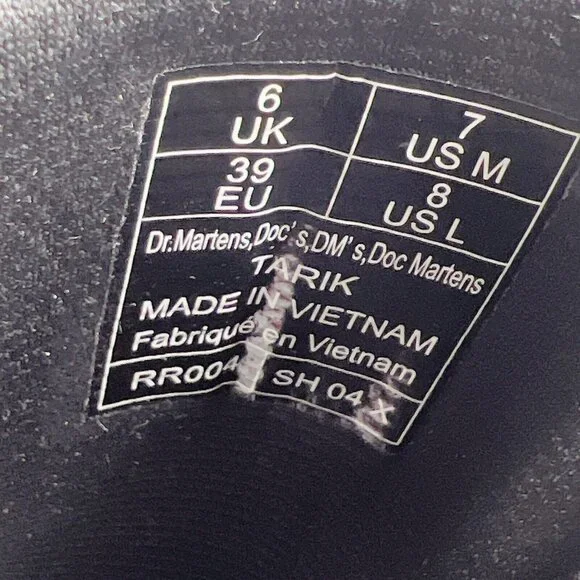 6
UK
7
US M
39
EU
8
US L
Dr.Martens,Doc's,DM's,Doc Martens
TARIK
MADE IN VIETNAM
Fabriqué en Vietnam
RR004 SH 04 X